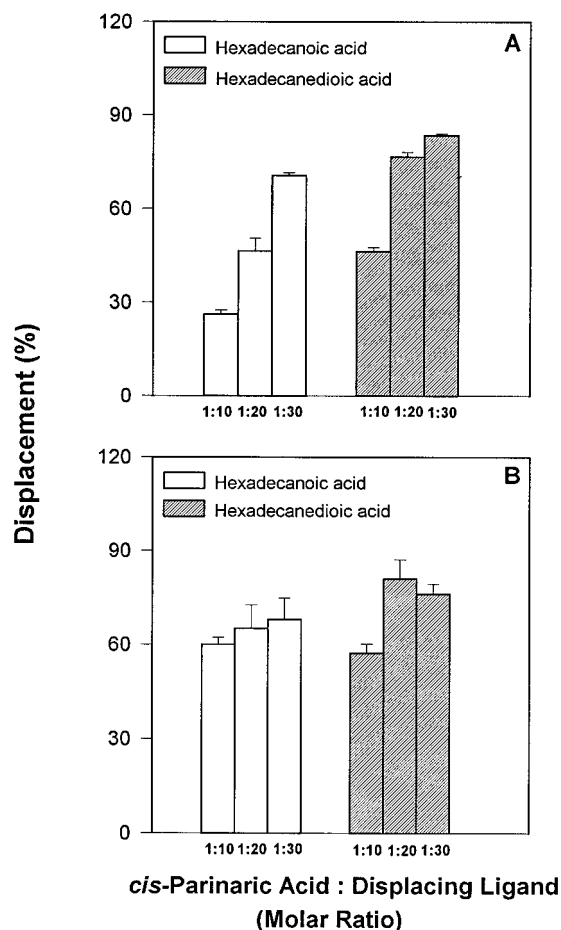 120
A
Hexadecanoic acid
Hexadecanedioic acid
90
60
30
0
1:10 1:20 1:30
1:10 1:20 1:30
Displacement (%)
120
B
Hexadecanoic acid
Hexadecanedioic acid
90
60
30
0
1:10 1:20 1:30
1:10 1:20 1:30
cis-Parinaric Acid : Displacing Ligand
(Molar Ratio)